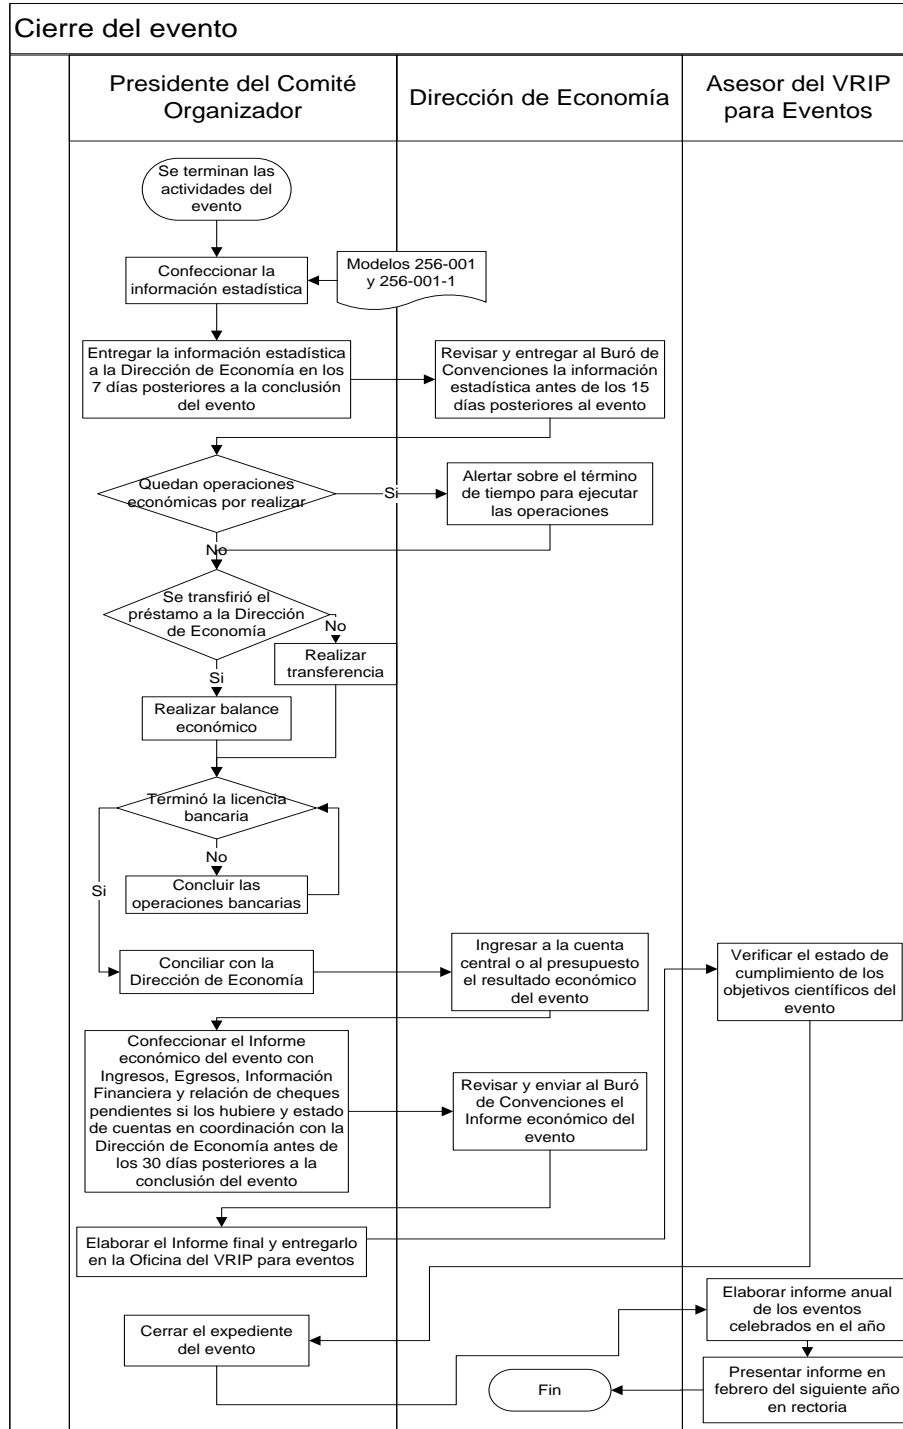 Cierre del evento
Presidente del Comité
Organizador
Dirección de Economía
Asesor del VRIP
para Eventos
Se terminan las
actividades del
evento
Confeccionar la
información estadística
Modelos 256-001
y 256-001-1
Entregar la información estadística
a la Dirección de Economía en los
7 días posteriores a la conclusión
del evento
Revisar y entregar al Buró de
Convenciones la información
estadística antes de los 15
días posteriores al evento
Quedan operaciones
económicas por realizar
Si
Alertar sobre el término
de tiempo para ejecutar
las operaciones
No
Se transfirió el
préstamo a la Dirección
de Economía
No
Realizar
transferencia
Si
Realizar balance
económico
Terminó la licencia
bancaria
No
Si
Concluir las
operaciones bancarias
Conciliar con la
Dirección de Economía
Ingresar a la cuenta
central o al presupuesto
el resultado económico
del evento
Verificar el estado de
cumplimiento de los
objetivos científicos del
evento
Confeccionar el Informe
económico del evento con
Ingresos, Egresos, Información
Financiera y relación de cheques
pendientes si los hubiere y estado
de cuentas en coordinación con la
Dirección de Economía antes de
los 30 días posteriores a la
conclusión del evento
Revisar y enviar al Buró
de Convenciones el
Informe económico del
evento
Elaborar el Informe final y entregarlo
en la Oficina del VRIP para eventos
Elaborar informe anual
de los eventos
celebrados en el año
Cerrar el expediente
del evento
Presentar informe en
febrero del siguiente año
en rectoria
Fin